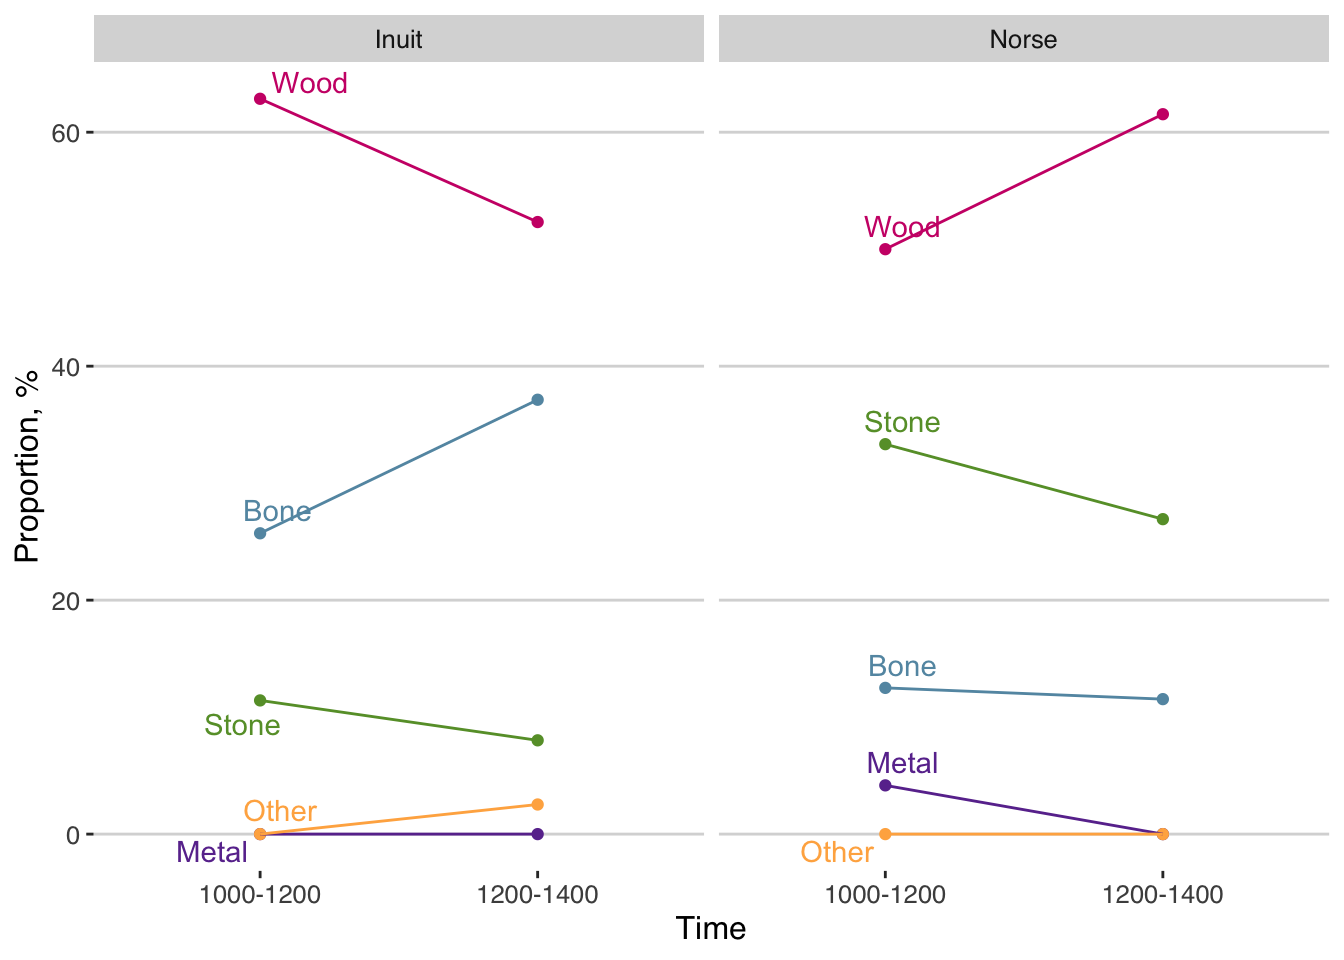 Inuit
Norse
Wood
60
Wood
40
Stone
Bone
20
Bone
Stone
Metal
Other
0
Metal
Other
1000-1200
1200-1400
1000-1200
1200-1400
Time
Proportion, %